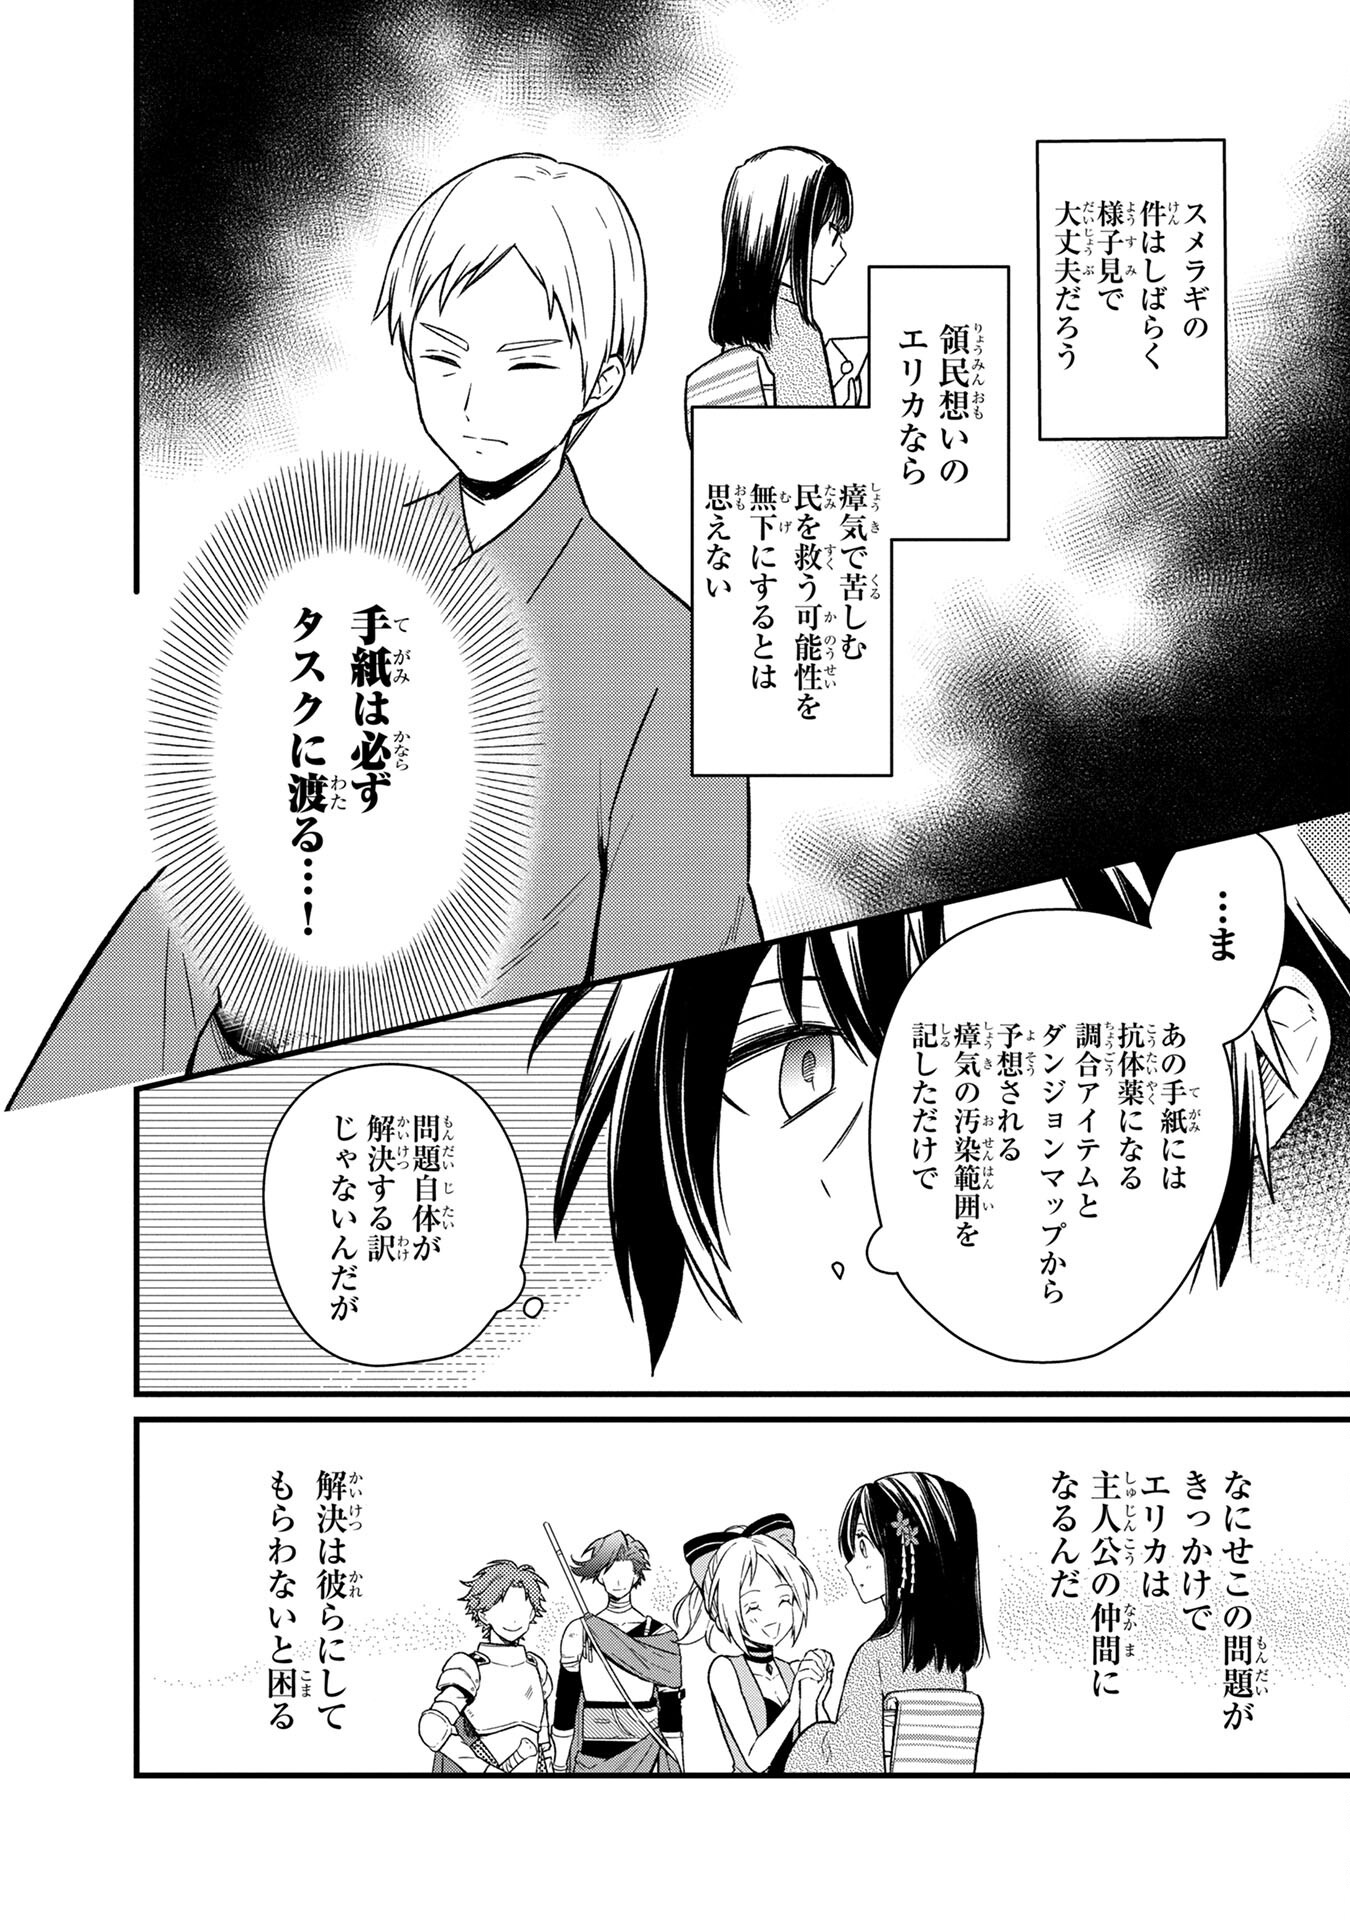 スメラギの
件はしばらく
様子見で
大丈夫だろう
領民想いの
エリカなら
瘴気で苦しむ
民を救う可能性を
無下にするとは
思えない
手紙は必ず
タスクに渡る……！
…ま
あの手紙には
抗体薬になる
調合アイテムと
ダンジョンマップから
予想される
瘴気の汚染範囲を
記しただけで
問題自体が
解決する訳
じゃないんだが
なにせこの問題が
きっかけで
エリカは
主人公の仲間に
なるんだ
解決は彼らにして
もらわないと困る